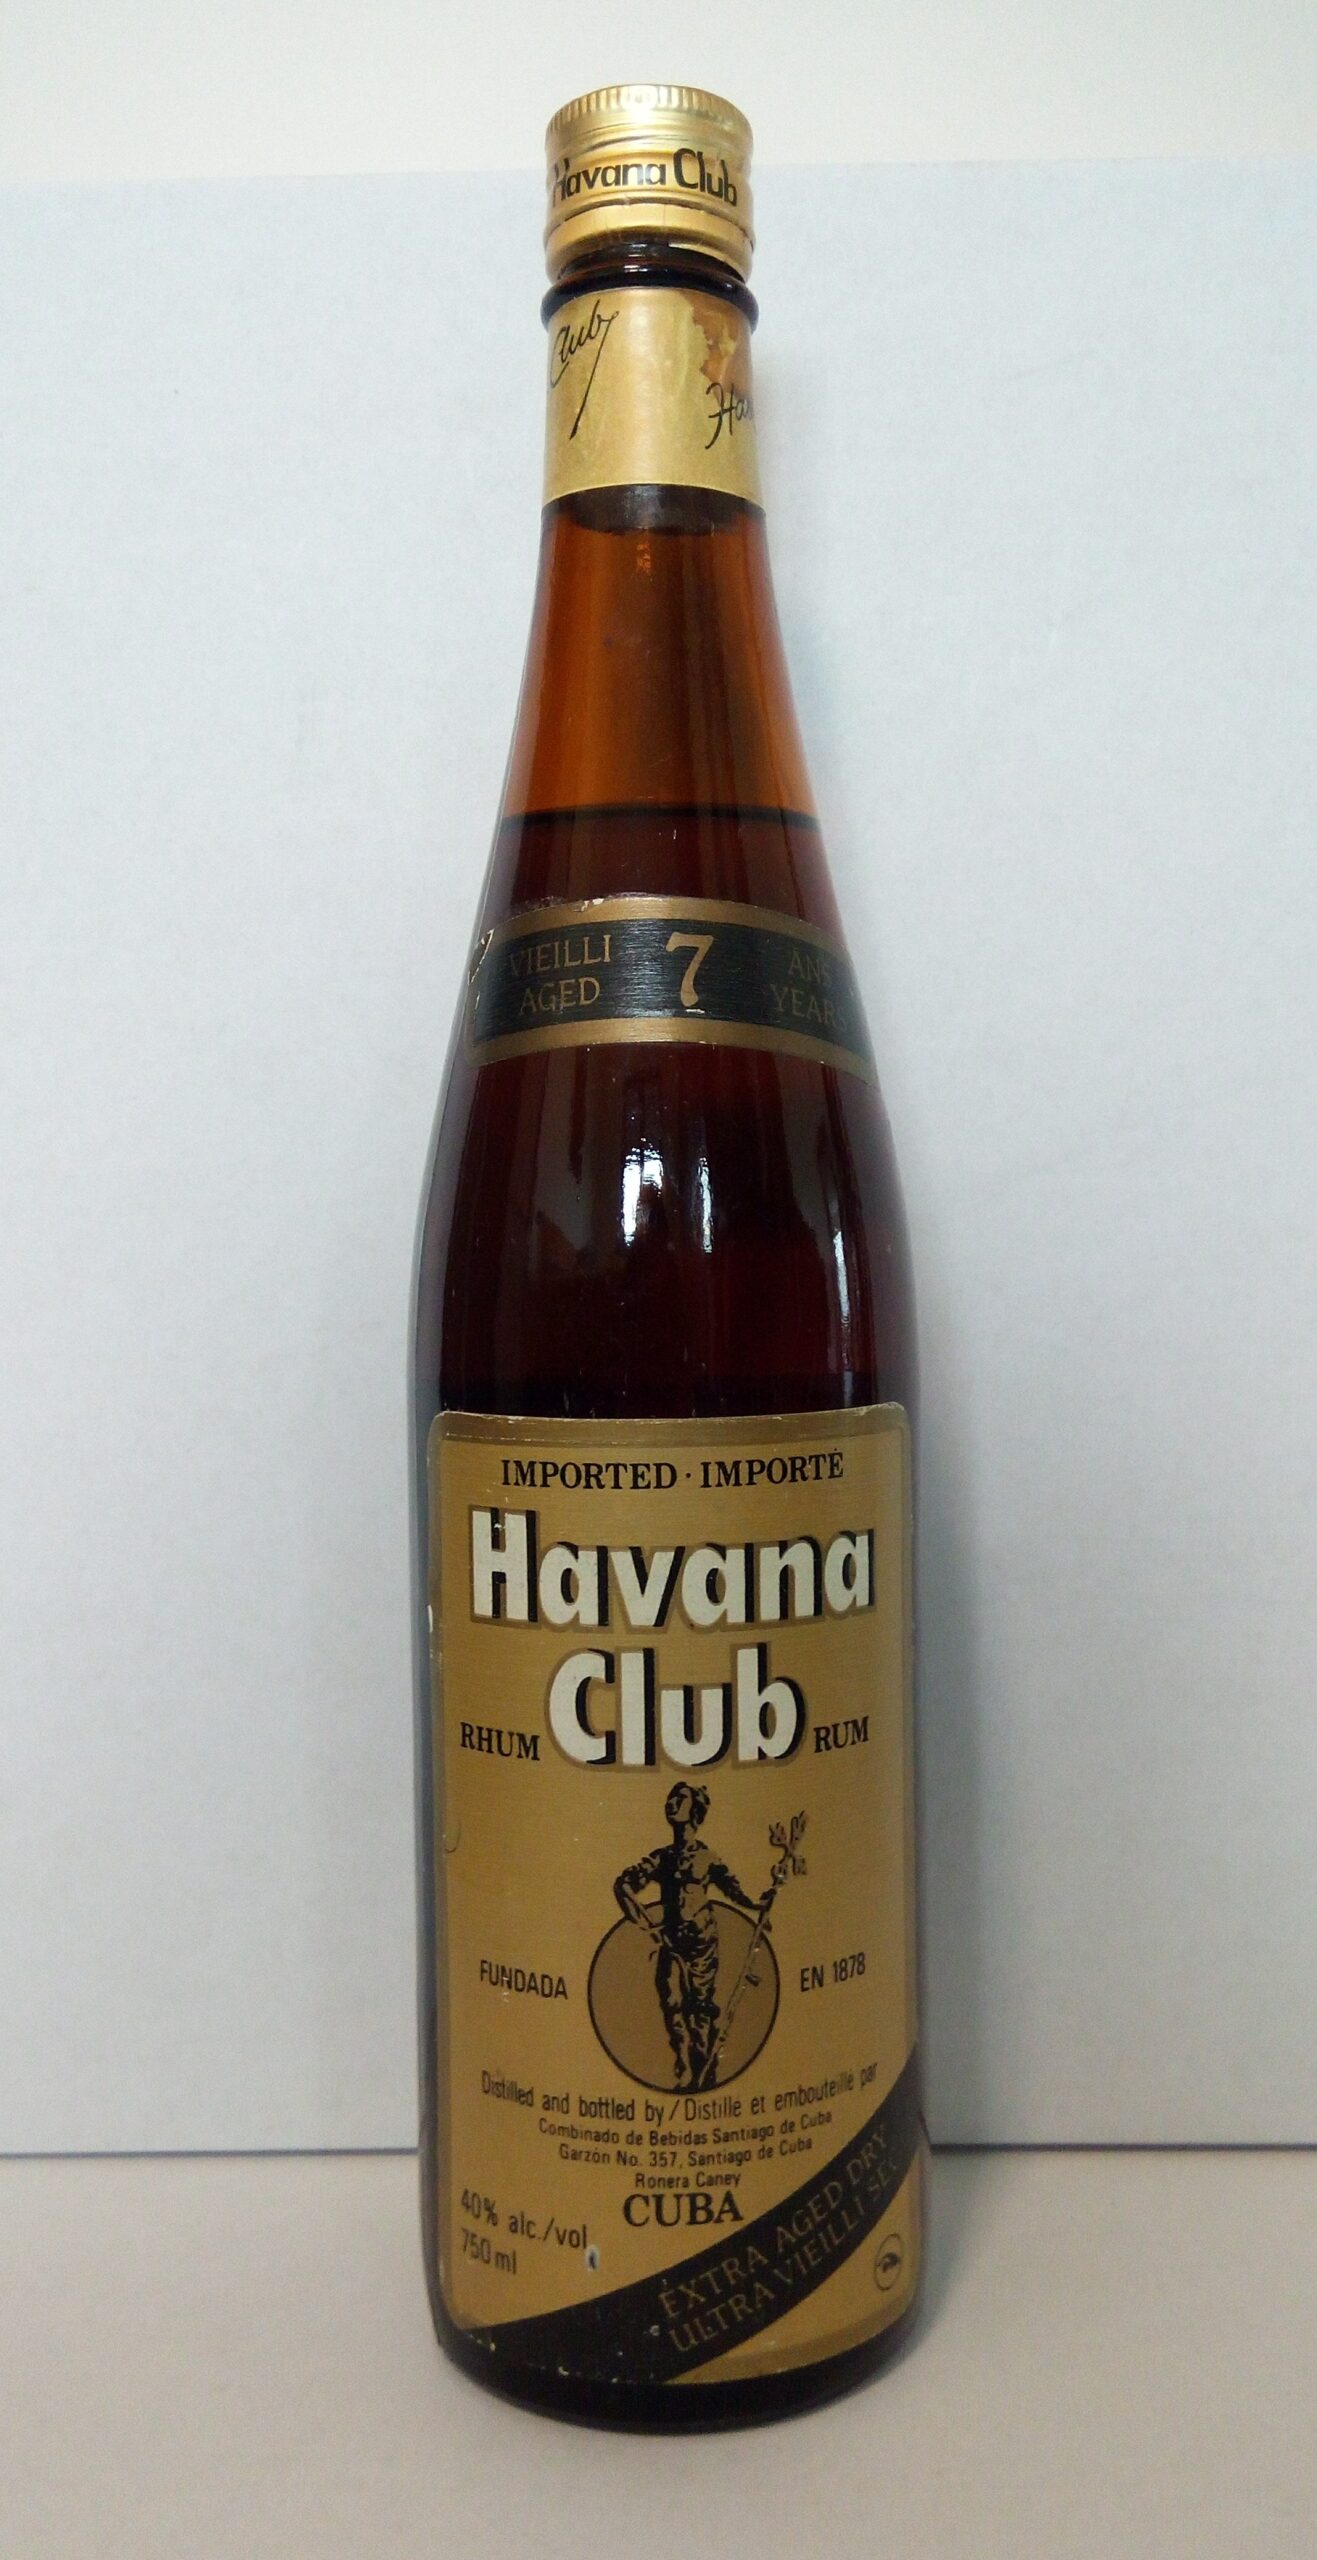 Havana Club
Club
Ha
VIEILLI 7 ANS
AGED YEARS
IMPORTED · IMPORTÉ
Havana
Club
RHUM RUM
FUNDADA EN 1878
Distilled and bottled by / Distillé et embouteillé par
Combinado de Bebidas Santiago de Cuba
Garzón No. 357, Santiago de Cuba
Ronera Caney
CUBA
40% alc./vol.
750 ml
EXTRA AGED DRY
ULTRA VIEILLI SEC